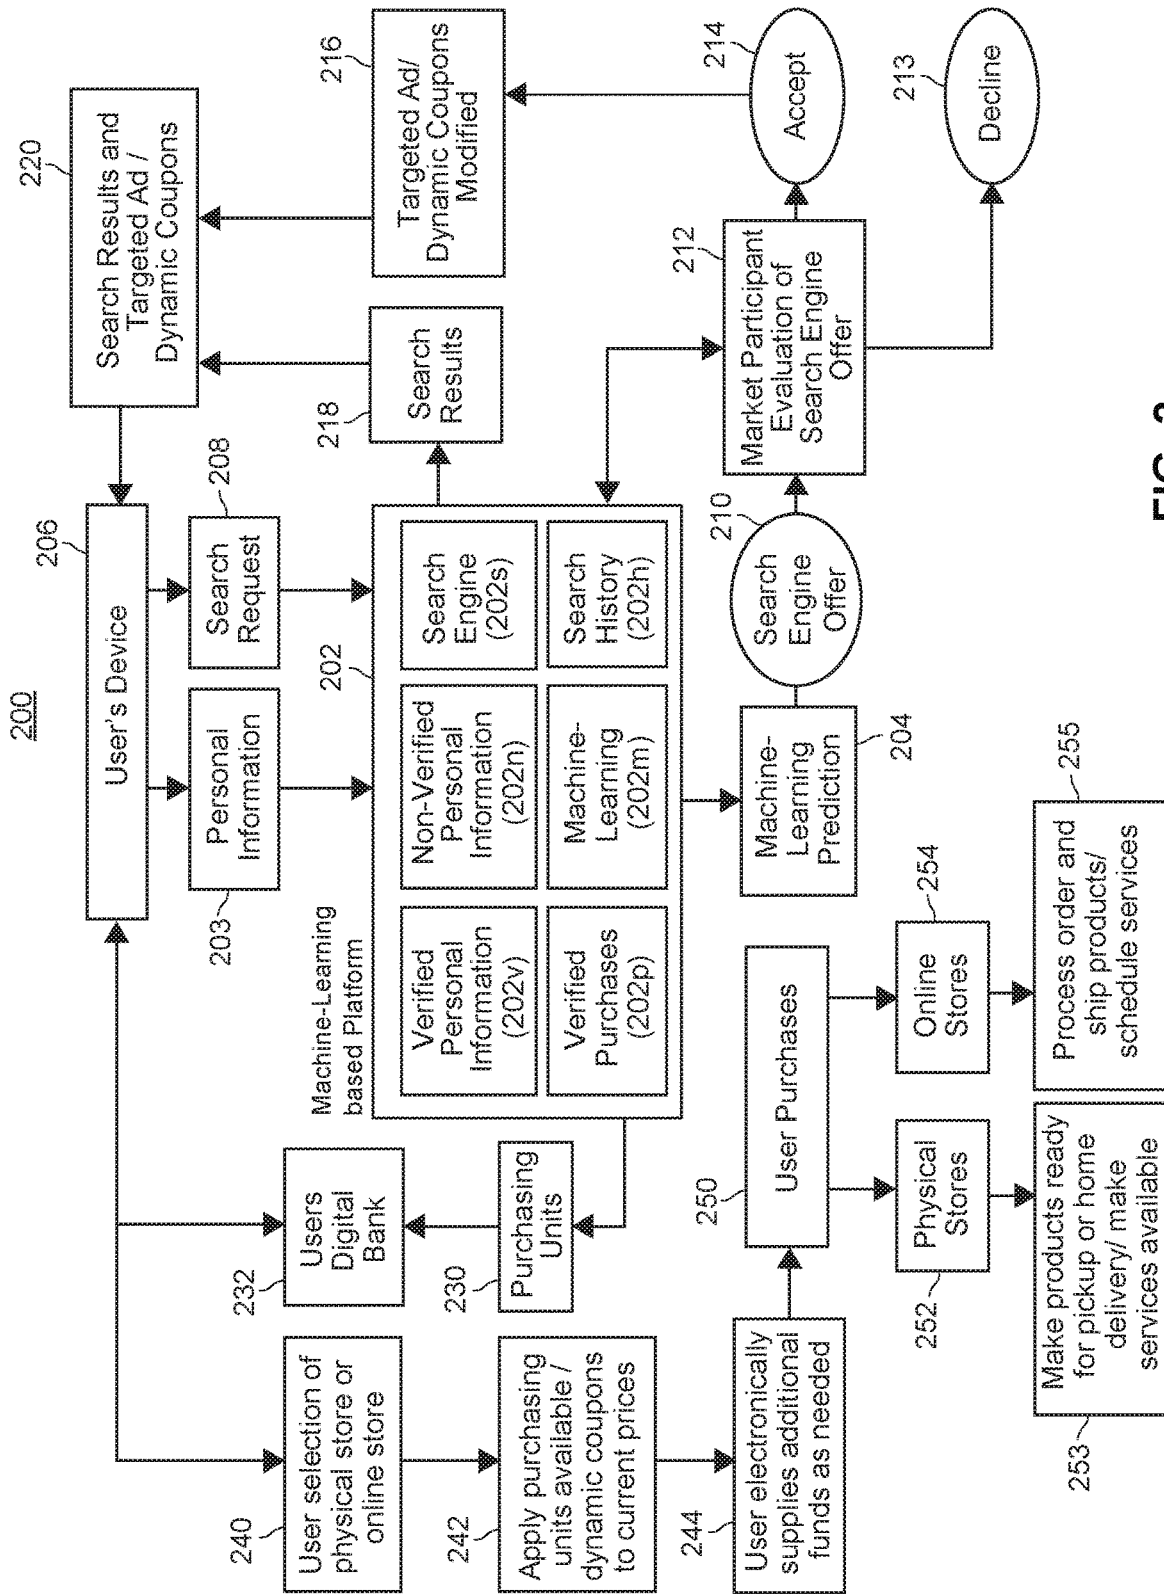 200
220
Search Results and
Targeted Ad /
Dynamic Coupons
206
User's Device
203
Personal
Information
208
Search
Request
216
Targeted Ad/
Dynamic Coupons
Modified
218
Search
Results
Machine-Learning
based Platform
202
Verified
Personal
Information
(202v)
Non-Verified
Personal
Information
(202n)
Search
Engine
(202s)
Verified
Purchases
(202p)
Machine-
Learning
(202m)
Search
History
(202h)
232
Users
Digital
Bank
230
Purchasing
Units
240
User selection of
physical store or
online store
242
Apply purchasing
units available /
dynamic coupons
to current prices
244
User electronically
supplies additional
funds as needed
250
User Purchases
204
Machine-
Learning
Prediction
210
Search
Engine
Offer
212
Market Participant
Evaluation of
Search Engine
Offer
214
Accept
213
Decline
252
Physical
Stores
254
Online
Stores
253
Make products ready
for pickup or home
delivery/ make
services available
255
Process order and
ship products/
schedule services